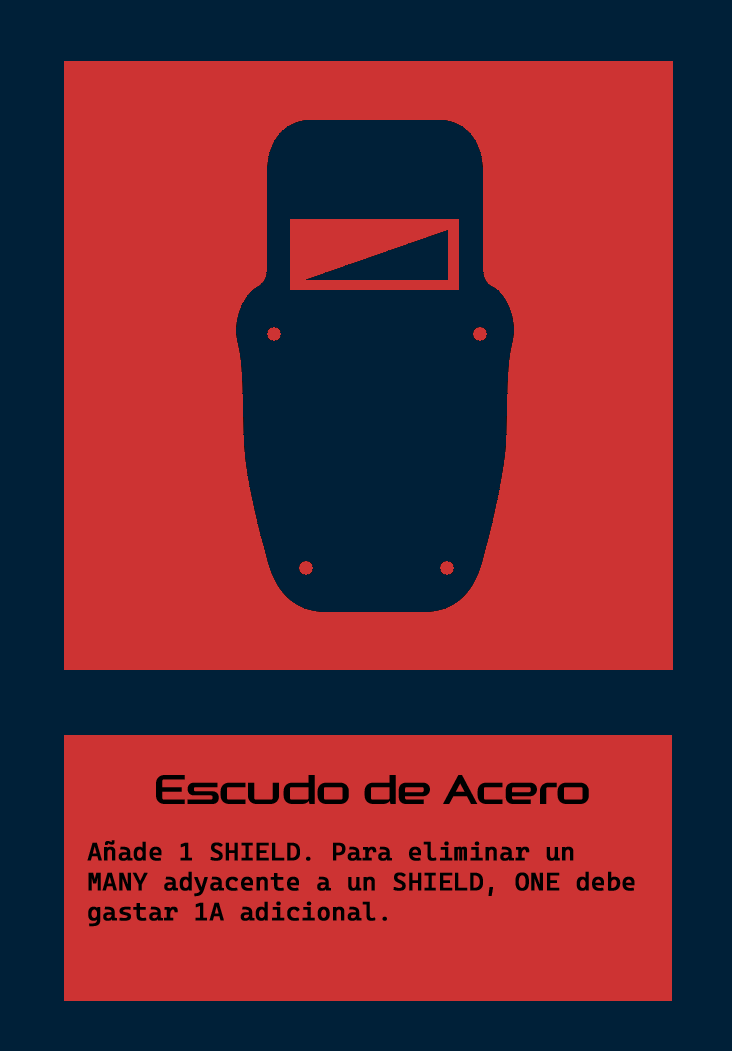 Escudo de Acero
Añade 1 SHIELD. Para eliminar un
MANY adyacente a un SHIELD, ONE debe
gastar 1A adicional.